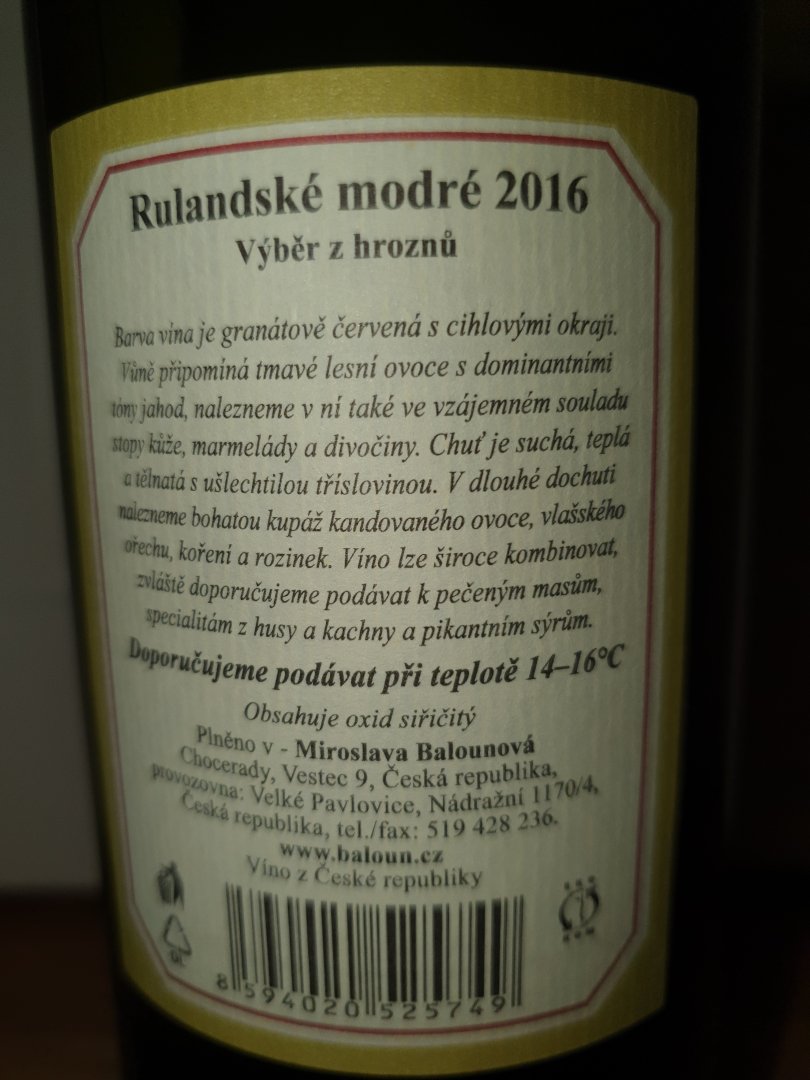 Rulandské modré 2016
Výběr z hroznů
Barva vína je granátově červená s cihlovými okraji.
Vůně připomíná tmavé lesní ovoce s dominantními
tóny jahod, nalezneme v ní také ve vzájemném souladu
stopy kůže, marmelády a divočiny. Chuť je suchá, teplá
a tělnatá s ušlechtilou tříslovinou. V dlouhé dochuti
nalezneme bohatou kupáž kandovaného ovoce, vlašského
ořechu, koření a rozinek. Víno lze široce kombinovat,
zvláště doporučujeme podávat k pečeným masům,
specialitám z husy a kachny a pikantním sýrům.
Doporučujeme podávat při teplotě 14–16°C
Obsahuje oxid siřičitý
Plněno v - Miroslava Balounová
Chocerady, Vestec 9, Česká republika,
provozovna: Velké Pavlovice, Nádražní 1170/4,
Česká republika, tel./fax: 519 428 236.
www.baloun.cz
Víno z České republiky
8 594020 525749